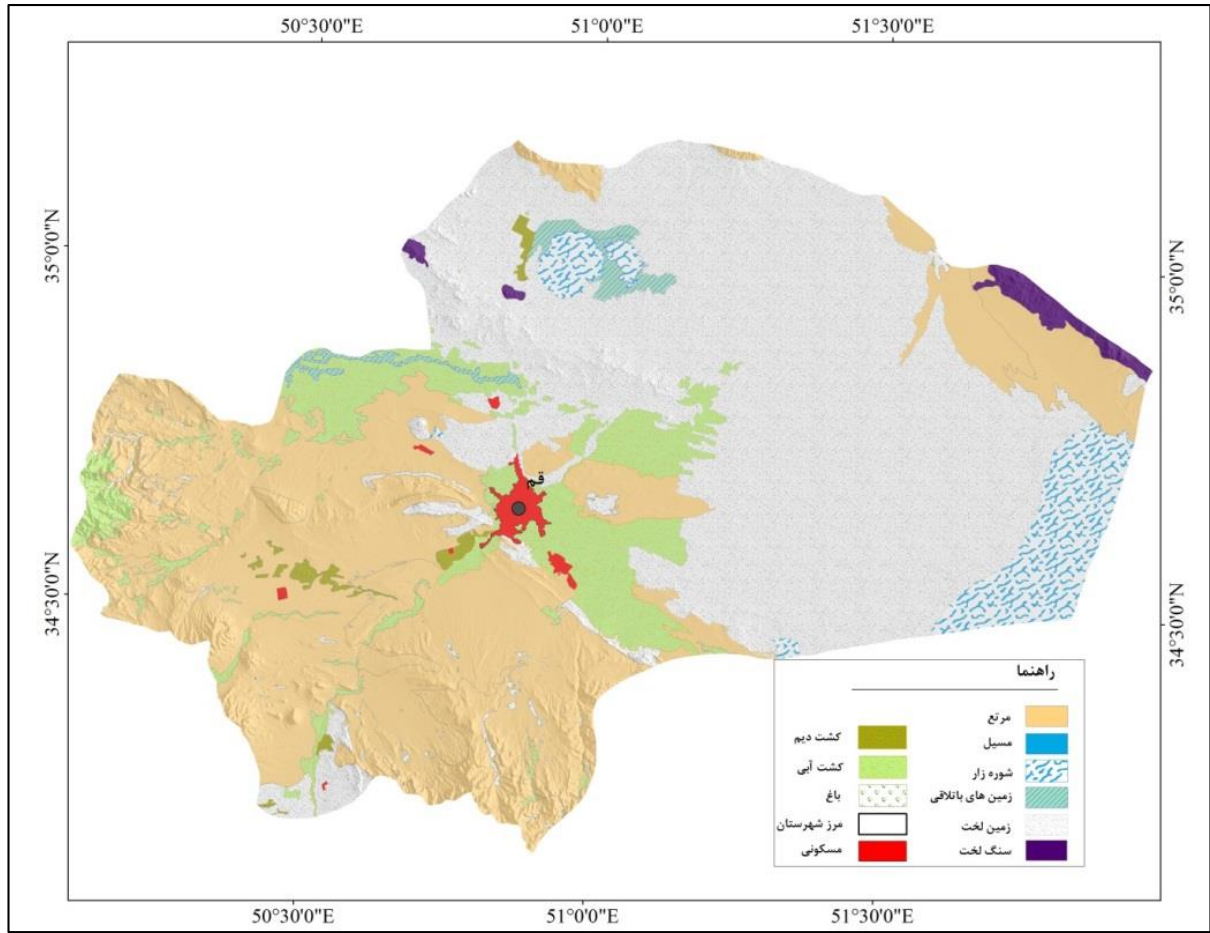 50°30'0"E
51°0'0"E
51°30'0"E
35°0'0"N
35°0'0"N
قم
34°30'0"N
34°30'0"N
راهنما
مرتع
مسیل
شوره زار
زمین های باتلاقی
زمین لخت
سنگ لخت
کشت دیم
کشت آبی
باغ
مرز شهرستان
مسکونی
50°30'0"E
51°0'0"E
51°30'0"E